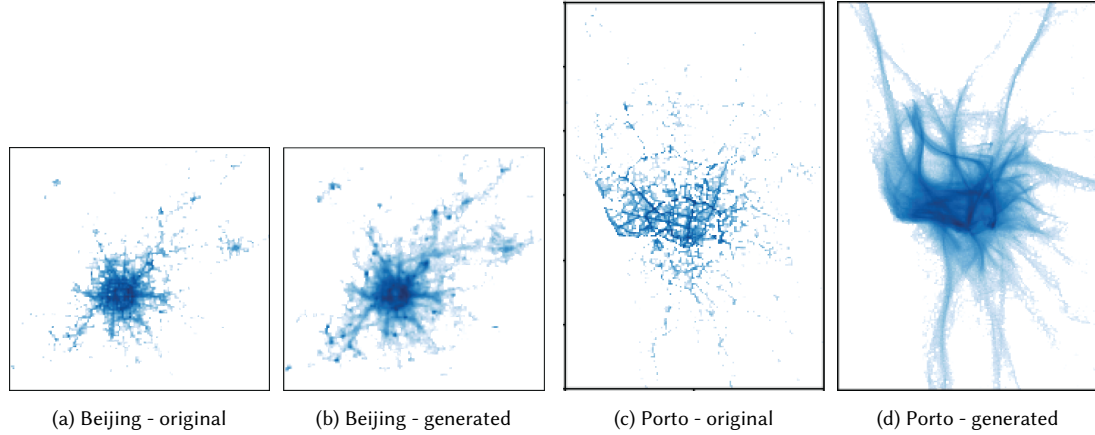 (a) Beijing - original
(b) Beijing - generated
(c) Porto - original
(d) Porto - generated